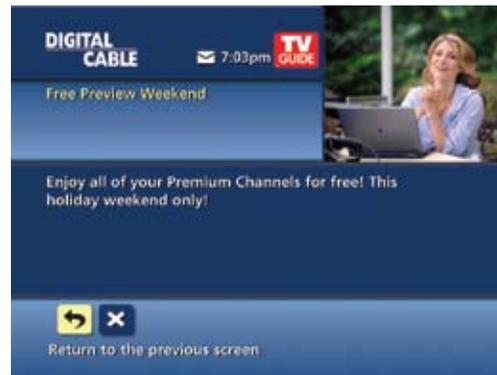 DIGITAL
CABLE
7:03pm
TV
GUIDE
Free Preview Weekend
Enjoy all of your Premium Channels for free! This
holiday weekend only!
Return to the previous screen